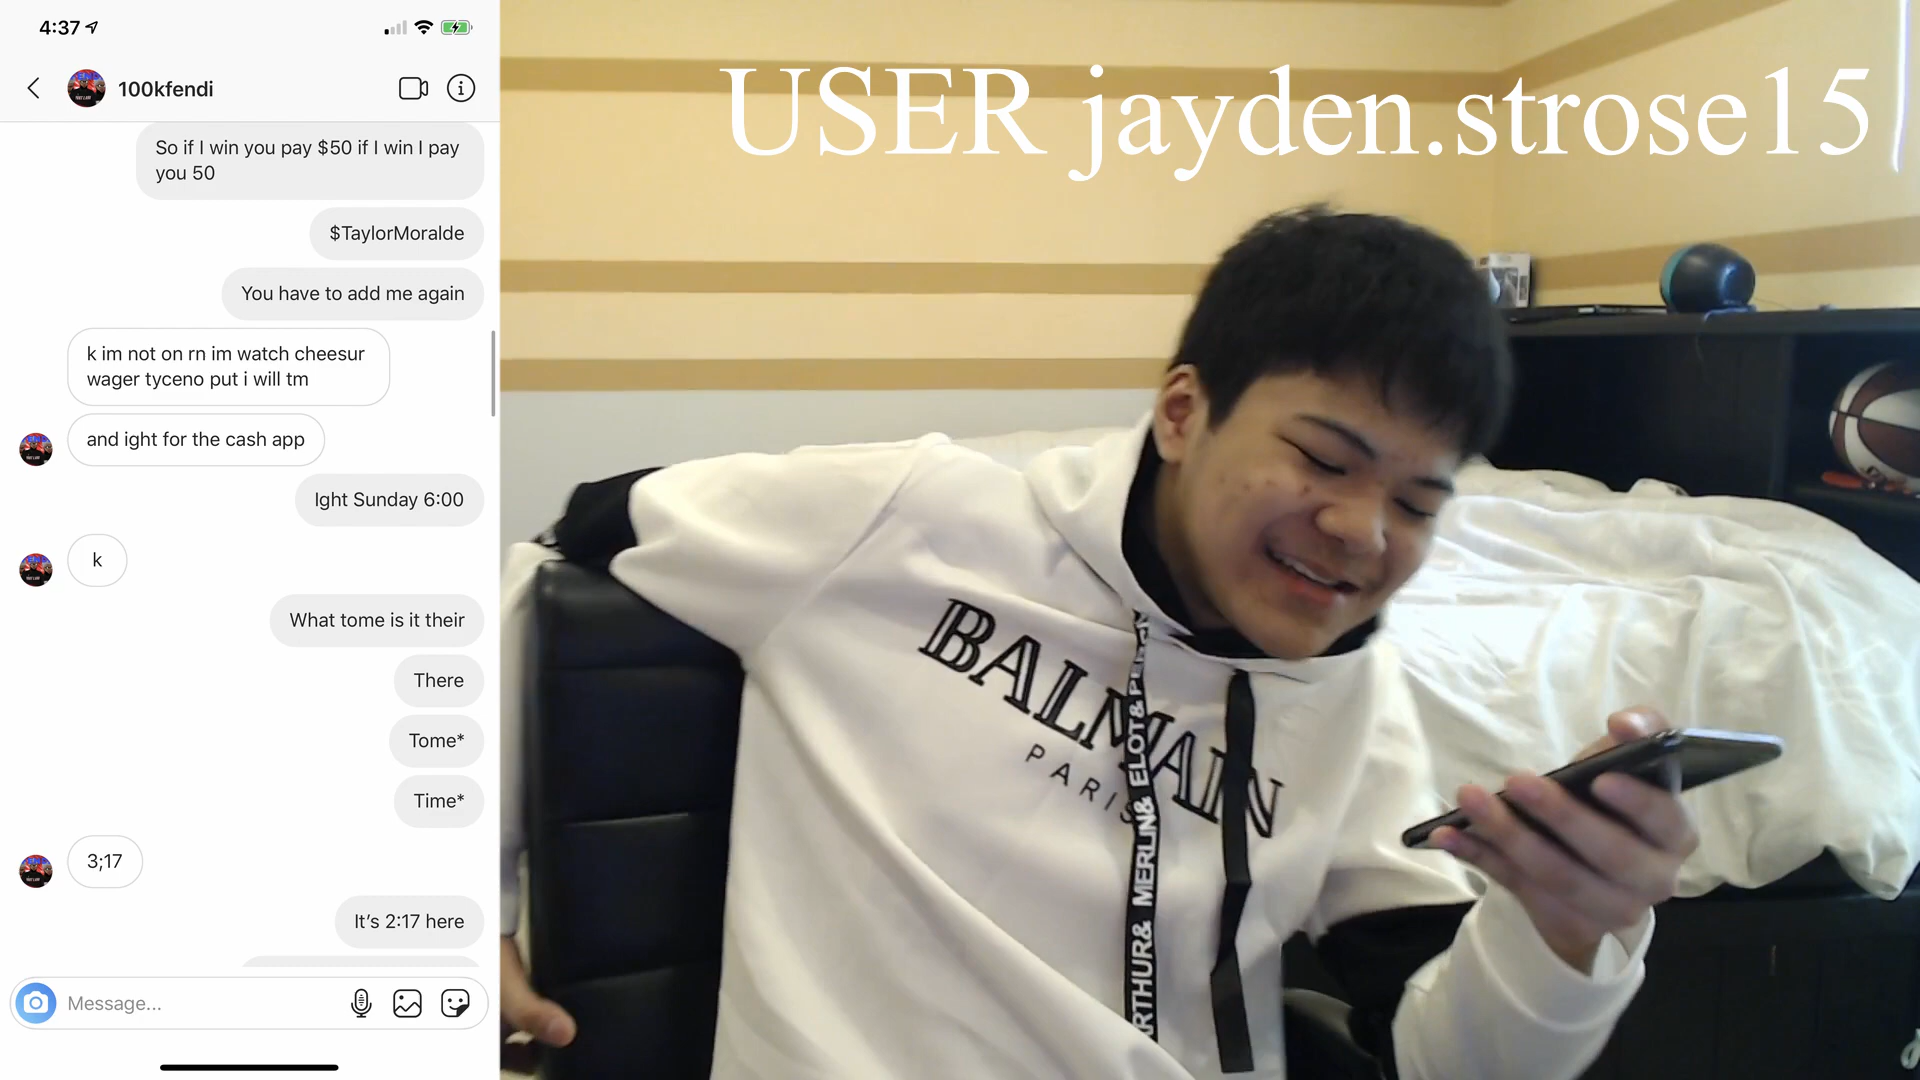 4:37
100kfendi
So if I win you pay $50 if I win I pay
you 50
$TaylorMoralde
You have to add me again
k im not on rn im watch cheesur
wager tyceno put i will tm
and ight for the cash app
Ight Sunday 6:00
k
What tome is it their
There
Tome*
Time*
3;17
It's 2:17 here
Message...
USER jayden.strose15
BALMAIN
PARIS
ARTHUR& MERLIN& ELOT&